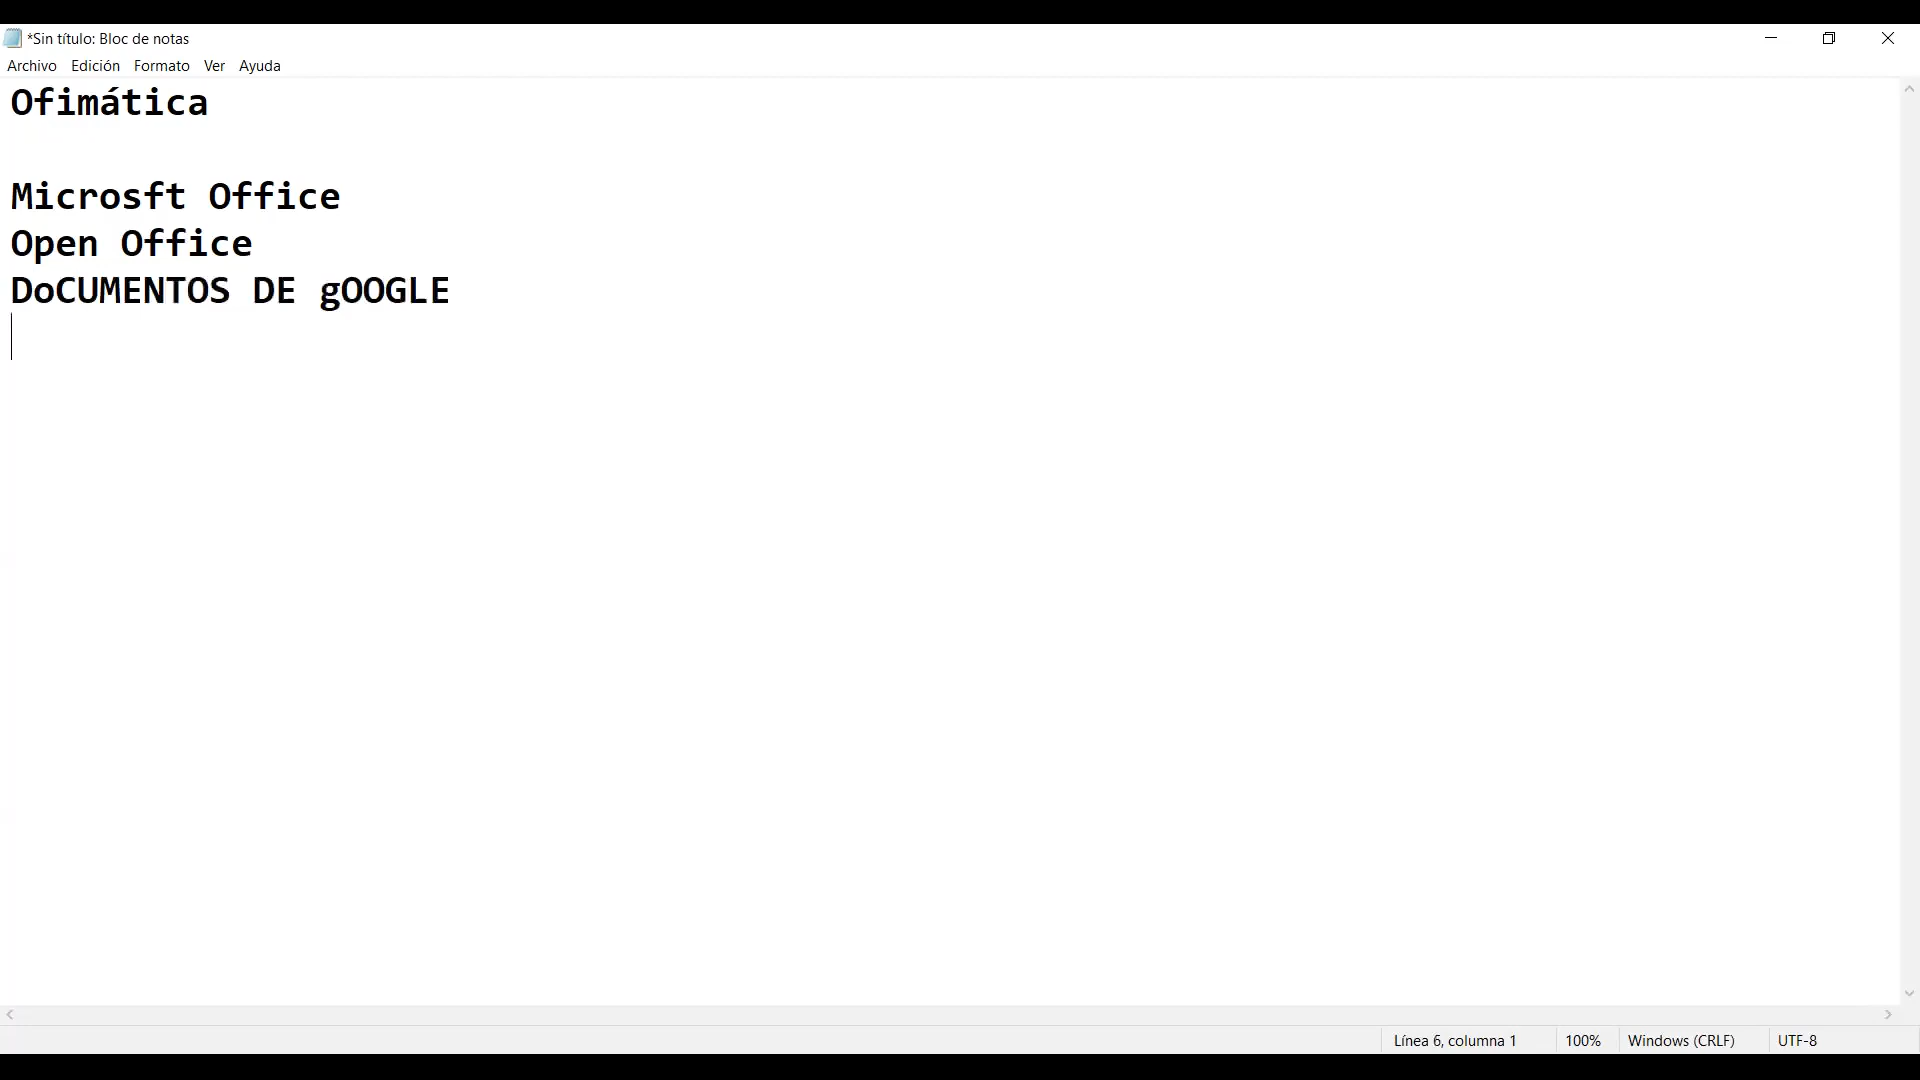 *Sin título: Bloc de notas
Archivo Edición Formato Ver Ayuda
Ofimática
Microsft Office
Open Office
DoCUMENTOS DE gOOGLE
Línea 6, columna 1 100% Windows (CRLF) UTF-8